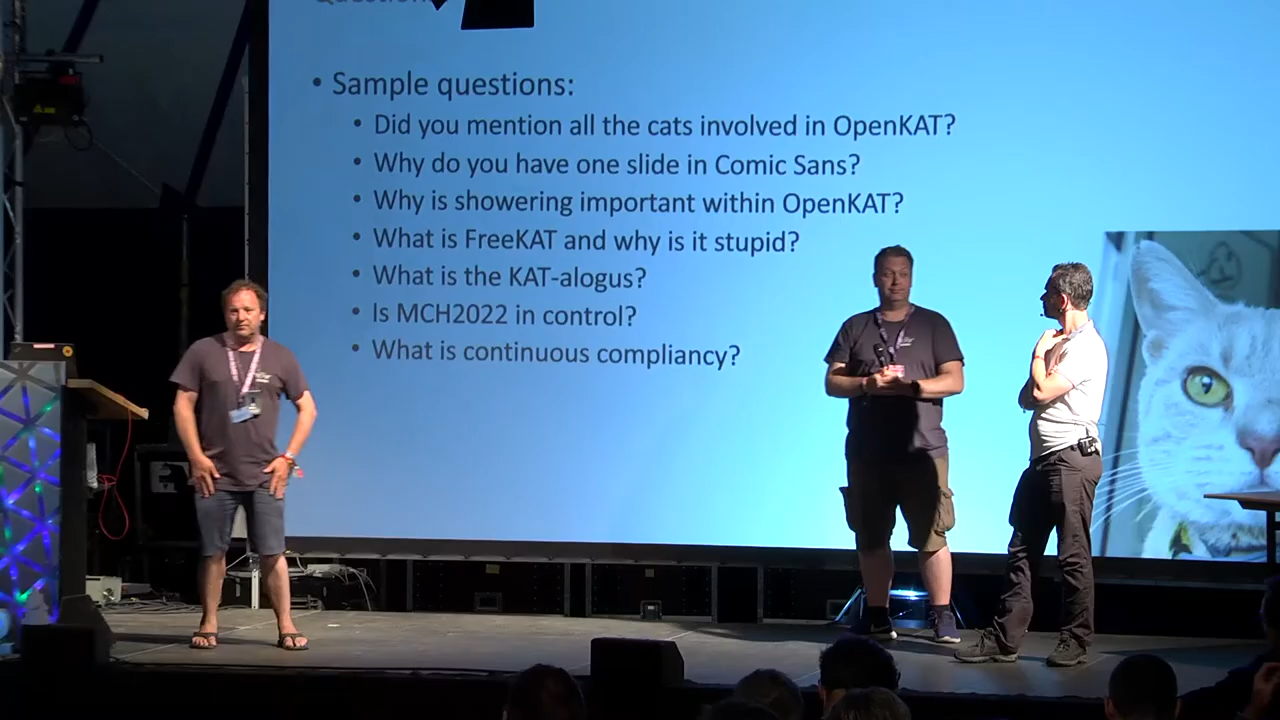 • Sample questions:
• Did you mention all the cats involved in OpenKAT?
• Why do you have one slide in Comic Sans?
• Why is showering important within OpenKAT?
• What is FreeKAT and why is it stupid?
• What is the KAT-alogus?
• Is MCH2022 in control?
• What is continuous compliancy?